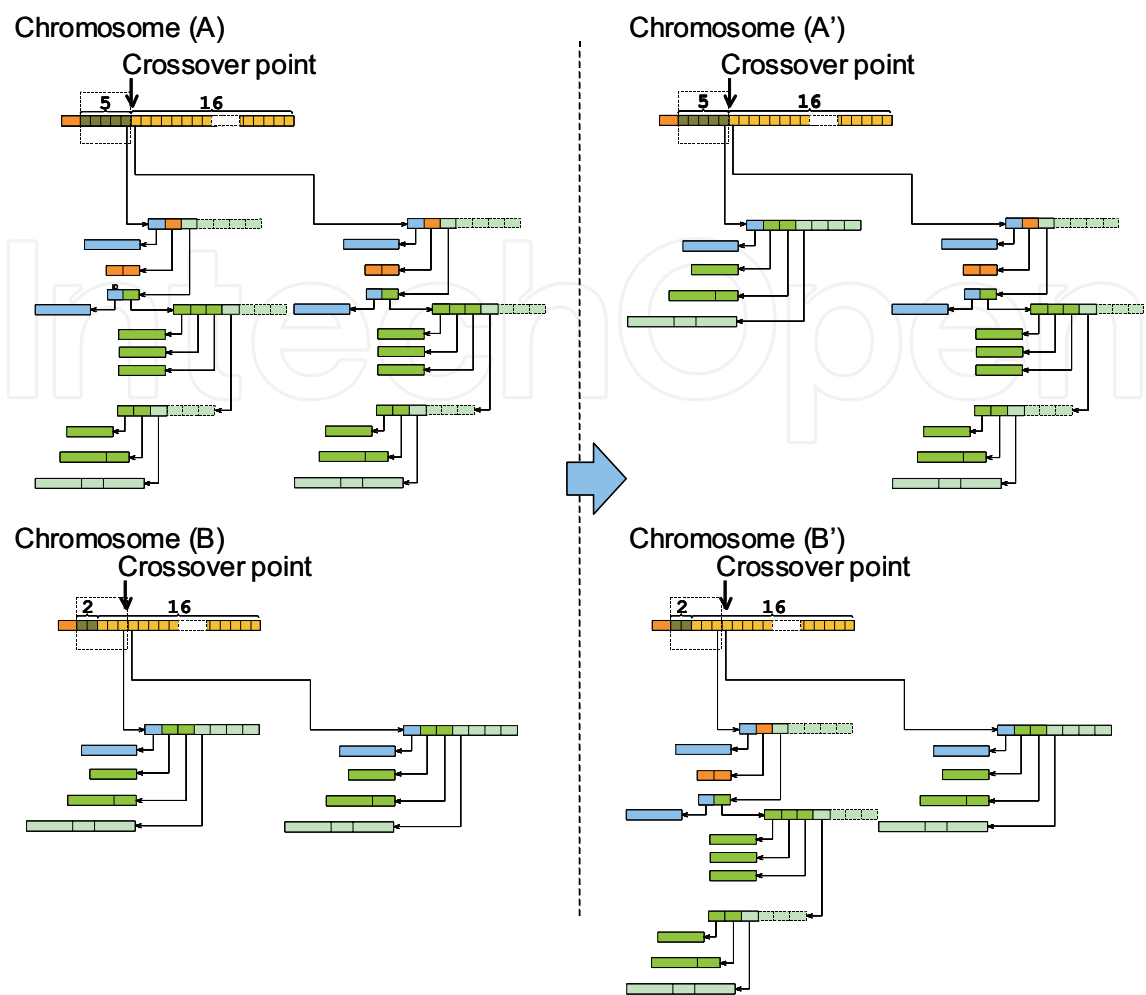 Chromosome (A)
Crossover point
5
16
p
Chromosome (A’)
Crossover point
5
16
Chromosome (B)
Crossover point
2
16
Chromosome (B’)
Crossover point
2
16
IntechOpen